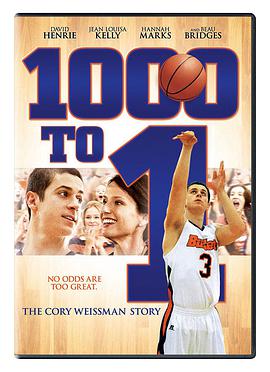 DAVID HENRIE
JEAN LOUISA KELLY
HANNAH MARKS
AND BEAU BRIDGES
1000
TO
1
NO ODDS ARE
TOO GREAT.
THE CORY WEISSMAN STORY
3